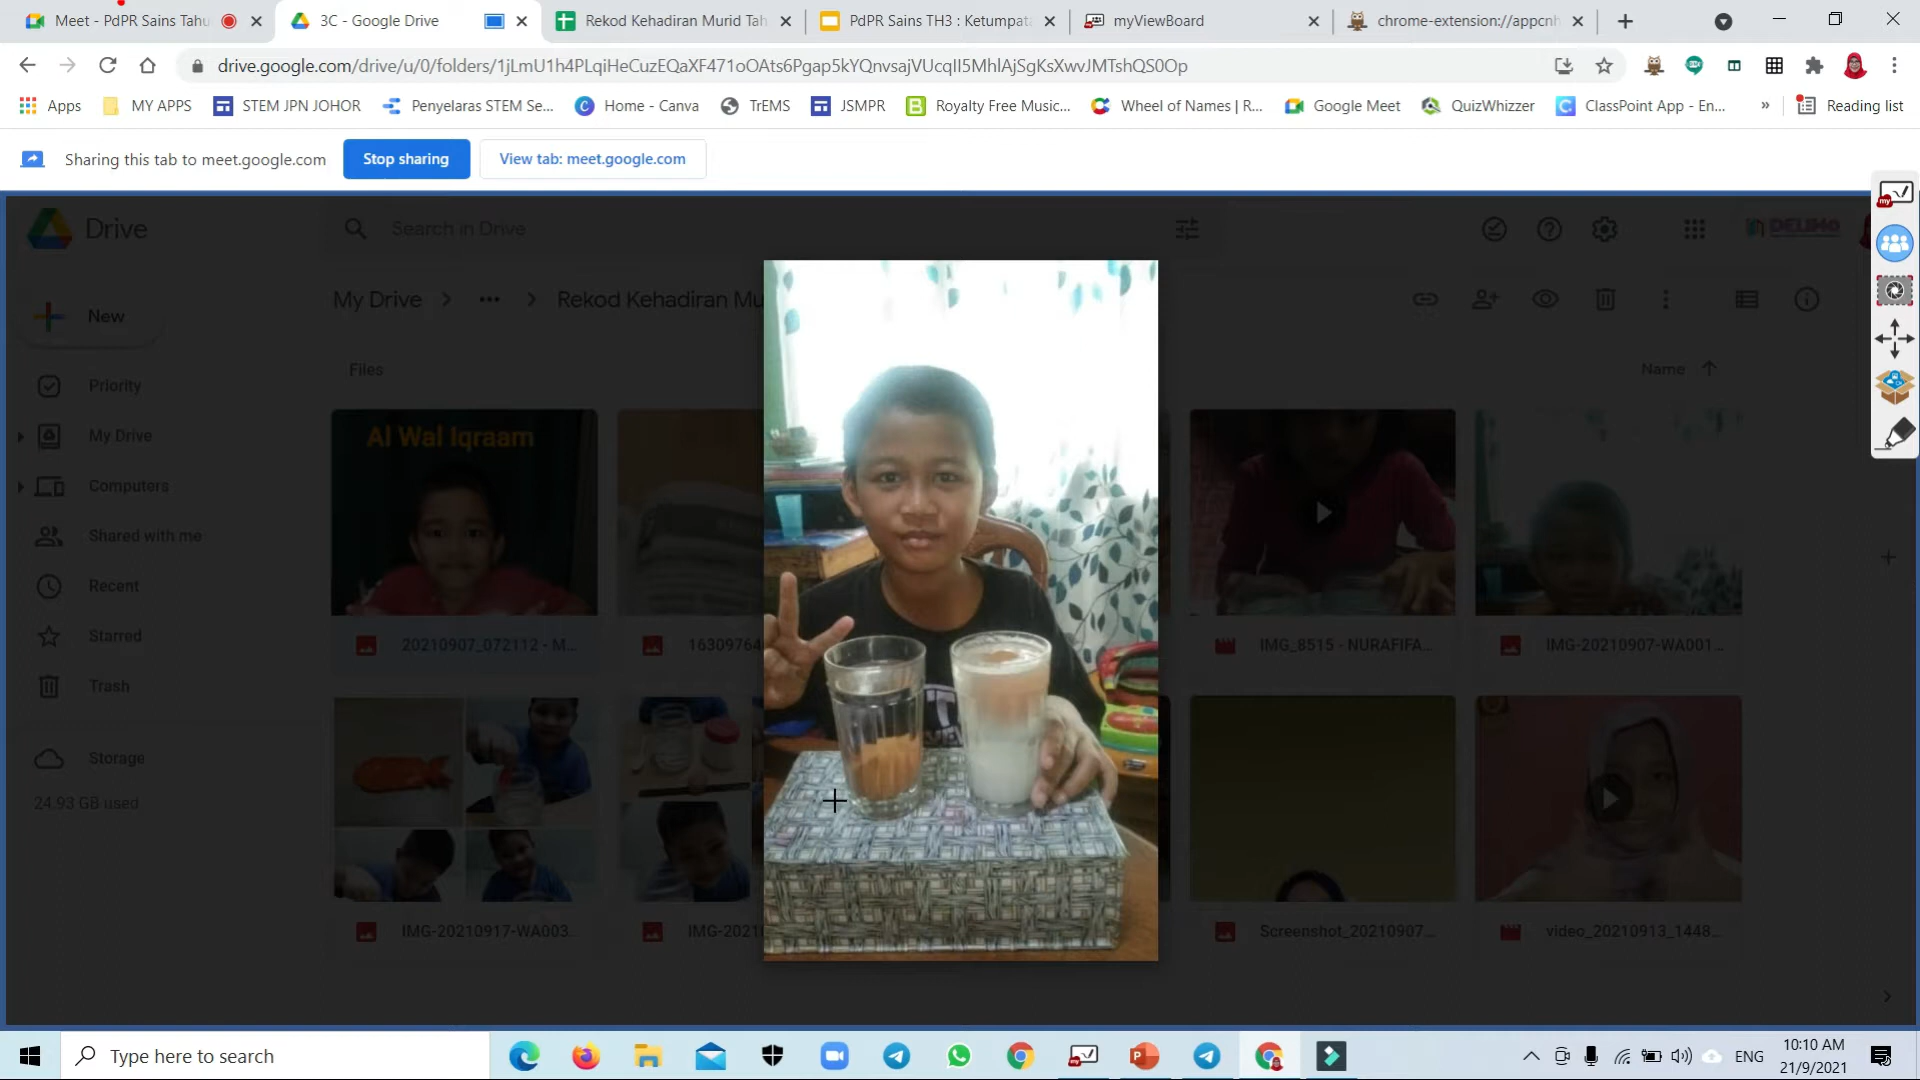 Meet - PdPR Sains Tahu
3C - Google Drive
Rekod Kehadiran Murid Tah
PdPR Sains TH3 : Ketumpata
myViewBoard
chrome-extension://appcnh
drive.google.com/drive/u/0/folders/1jLmU1h4PLqiHeCuzEQaXF471oOAts6Pgap5kYQnvsajVUcqII5MhlAjSgKsXwvJMTshQS0Op
Apps
MY APPS
STEM JPN JOHOR
Penyelaras STEM Se...
Home - Canva
TrEMS
JSMPR
Royalty Free Music...
Wheel of Names | R...
Google Meet
QuizWhizzer
ClassPoint App - En...
»
Reading list
Sharing this tab to meet.google.com
Stop sharing
View tab: meet.google.com
Drive
Search in Drive
DELIMa
New
My Drive
Rekod Kehadiran Mu
Files
Name
Priority
My Drive
Computers
Shared with me
Recent
Starred
Trash
Storage
24.93 GB used
Al Wal Iqraam
20210907_072112 - M...
16309764
IMG_8515 - NURAFIFA...
IMG-20210907-WA001...
IMG-20210917-WA003...
IMG-2021
Screenshot_20210907...
video_20210913_1448...
Type here to search
ENG
10:10 AM
21/9/2021